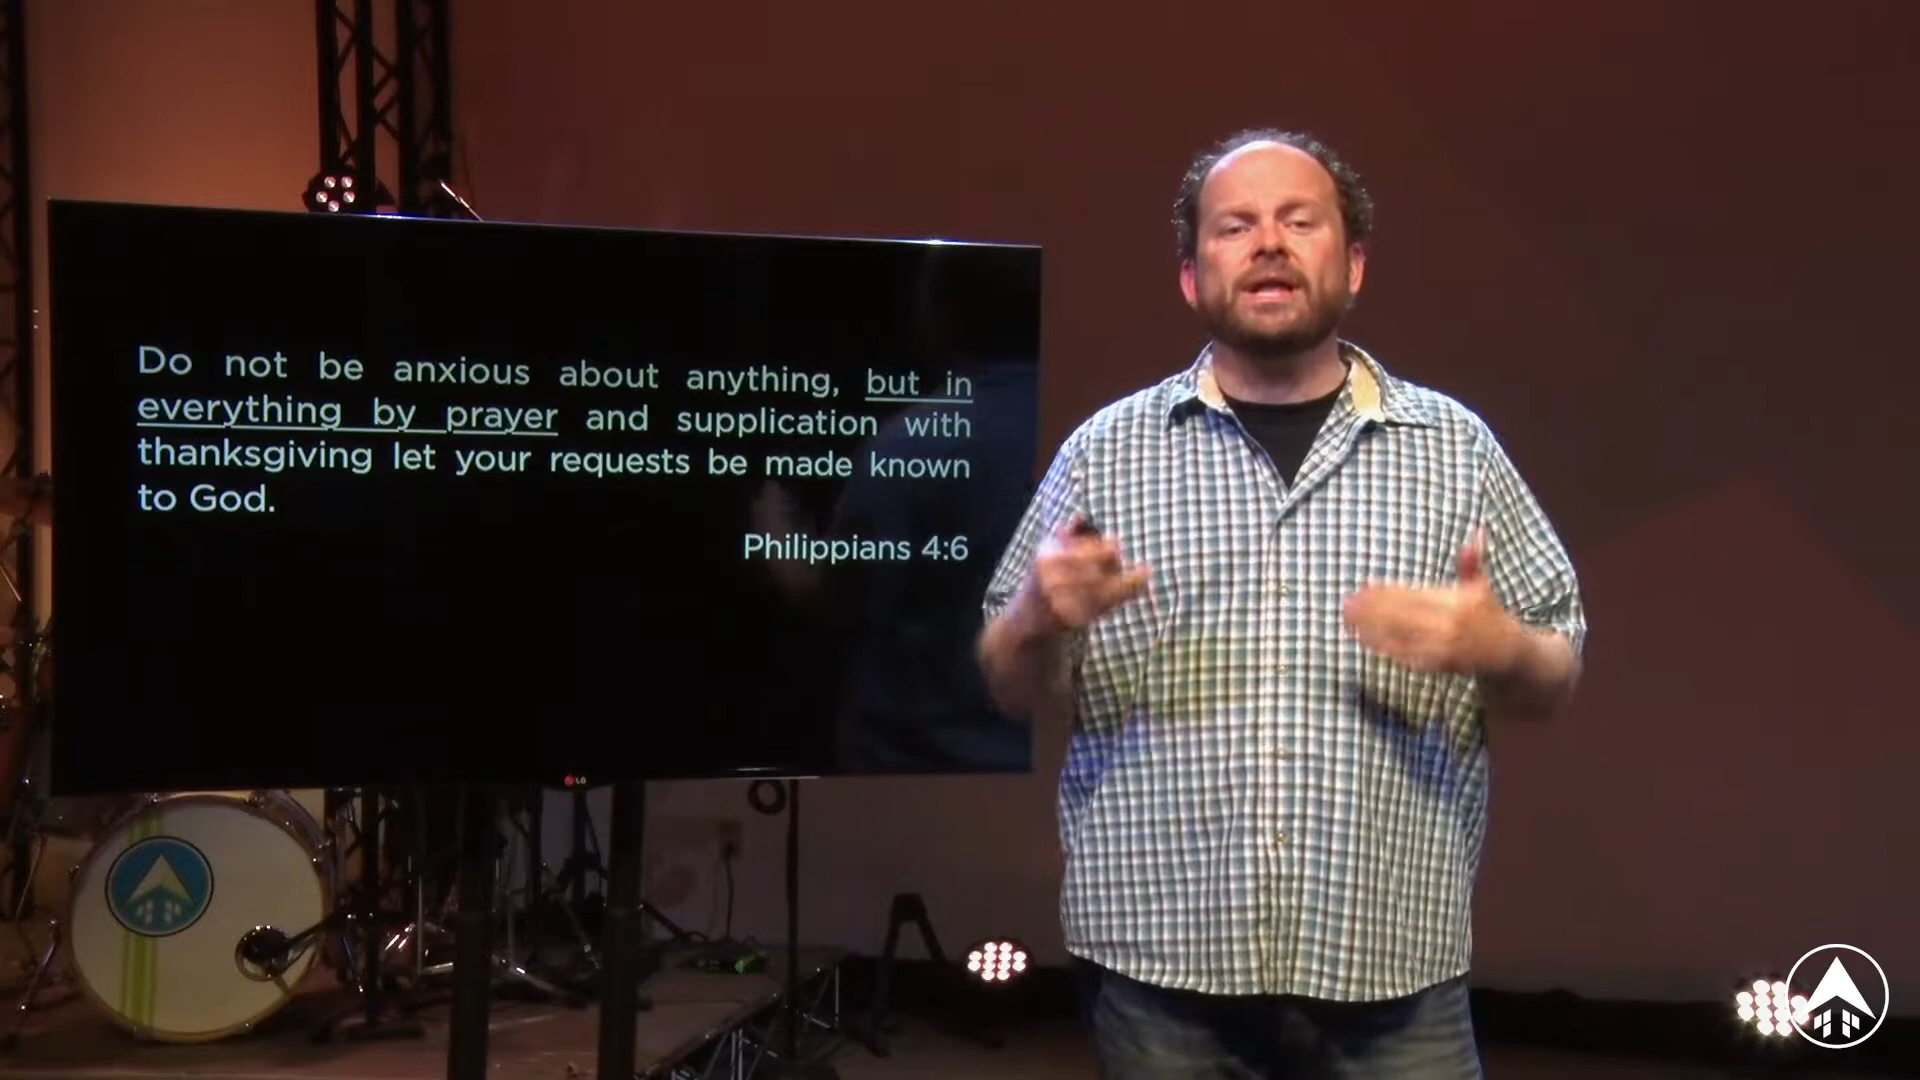 Do not be anxious about anything, but in
everything by prayer and supplication with
thanksgiving let your requests be made known
to God.
Philippians 4:6
LG